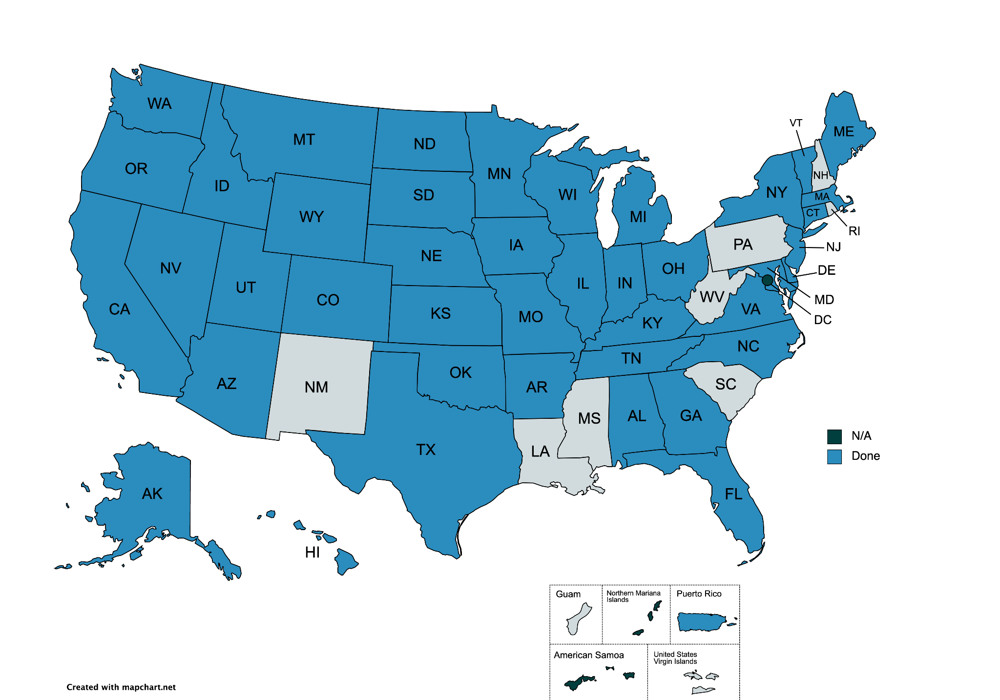 WA
MT
ND
MN
VT
ME
OR
ID
SD
WI
MI
NH
NY
MA
CT
RI
WY
IA
PA
NJ
NE
NV
OH
DE
UT
IL
IN
WV
MD
CO
CA
KS
MO
VA
DC
KY
NC
TN
OK
AZ
NM
AR
SC
MS
AL
GA
LA
TX
N/A
Done
AK
FL
HI
Guam
Northern Mariana
Islands
Puerto Rico
American Samoa
United States
Virgin Islands
Created with mapchart.net